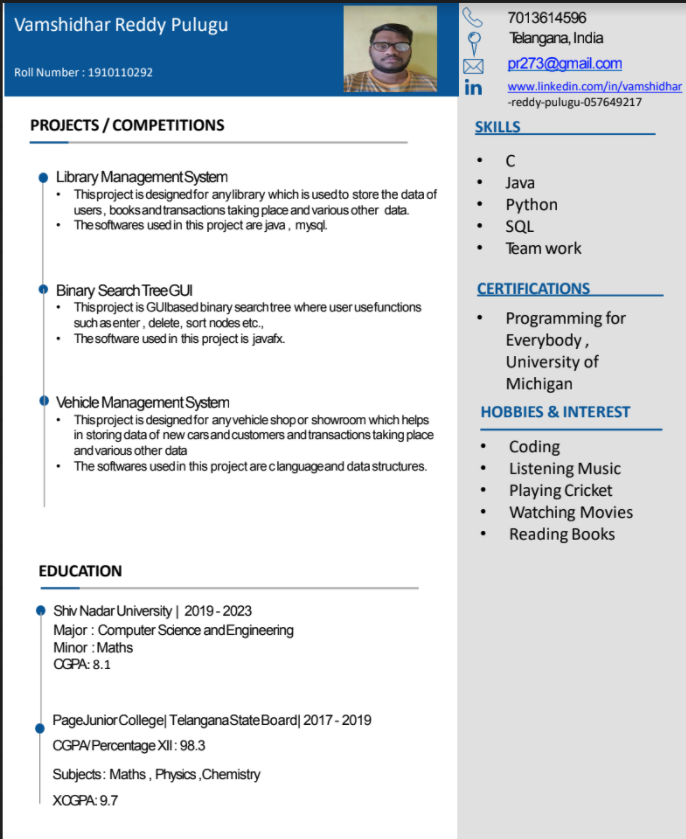 Vamshidhar Reddy Pulugu
Roll Number : 1910110292
7013614596
Telangana, India
pr273@gmail.com
in
www.linkedin.com/in/vamshidhar
-reddy-pulugu-057649217
PROJECTS / COMPETITIONS
Library Management System
• This project is designed for any library which is used to store the data of
users , books and transactions taking place and various other data.
• The softwares used in this project are java , mysql.
Binary Search Tree GUI
• This project is GUI based binary search tree where user use functions
such as enter , delete, sort nodes etc.,
• The software used in this project is javafx.
Vehicle Management System
• This project is designed for any vehicle shop or showroom which helps
in storing data of new cars and customers and transactions taking place
and various other data
• The softwares used in this project are c language and data structures.
EDUCATION
Shiv Nadar University | 2019 - 2023
Major : Computer Science and Engineering
Minor : Maths
CGPA: 8.1
Page Junior College| Telangana State Board| 2017 - 2019
CGPA/Percentage XII : 98.3
Subjects : Maths , Physics ,Chemistry
XCGPA: 9.7
SKILLS
• C
• Java
• Python
• SQL
• Team work
CERTIFICATIONS
• Programming for
Everybody ,
University of
Michigan
HOBBIES & INTEREST
• Coding
• Listening Music
• Playing Cricket
• Watching Movies
• Reading Books